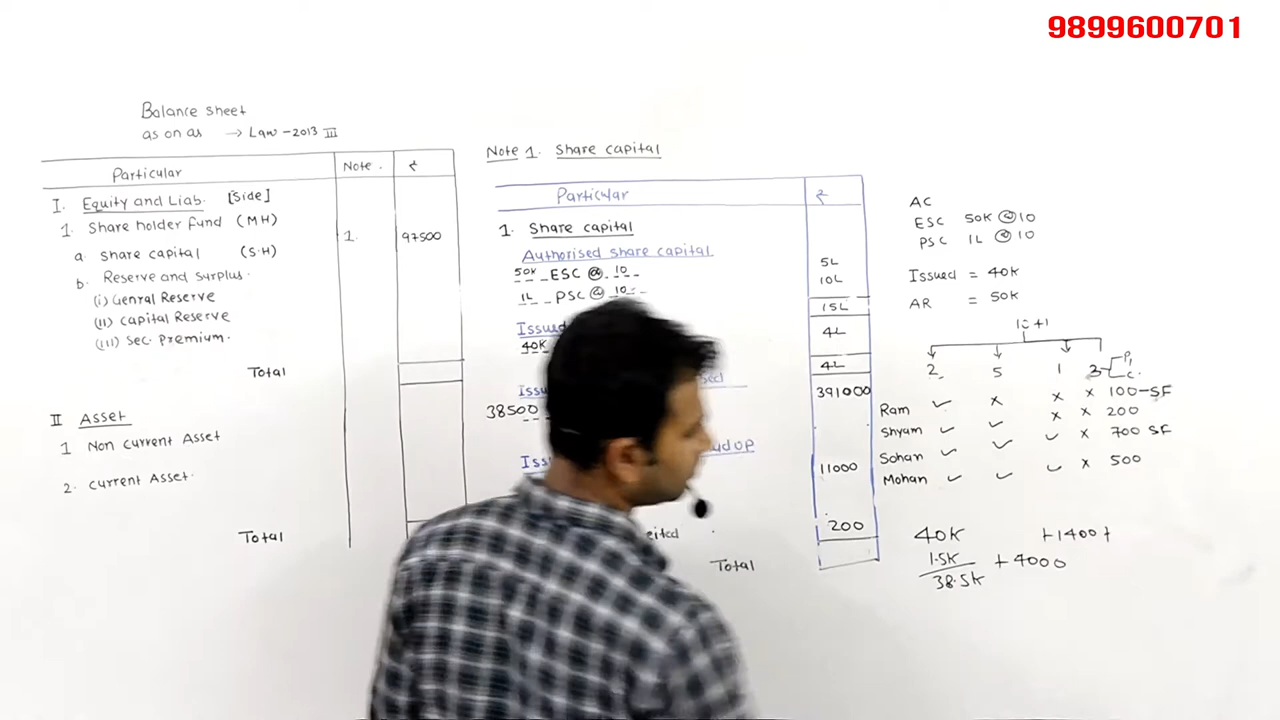 9899600701
Balance sheet
as on as → Law - 2013 III
Particular Note. ₹
I. Equity and Liab. [Side]
1. Share holder Fund (MH)
a. share capital (S.H) 1. 97500
b. Reserve and surplus.
(i) Genral Reserve
(ii) capital Reserve
(iii) Sec. Premium.
Total
II Asset
1 Non current Asset
2. current Asset.
Total
Note 1. Share capital
Particular ₹
1. Share capital
Authorised share capital
50K ESC @ 10 5L
1L PSC @ 10 10L
15L
Issued
40K 4L
4L
38500 391000
up
11000
200
Total
AC
ESC 50K @ 10
PSC 1L @ 10
Issued = 40K
AR = 50K
10+1
2 5 1 3 P, C.
Ram ✓ × × × 100-SF
Shyam ✓ ✓ × × 200
Sohan ✓ ✓ ✓ × 700 SF
Mohan ✓ ✓ ✓ × 500
40K +1400+
1.5K
38.5K + 4000